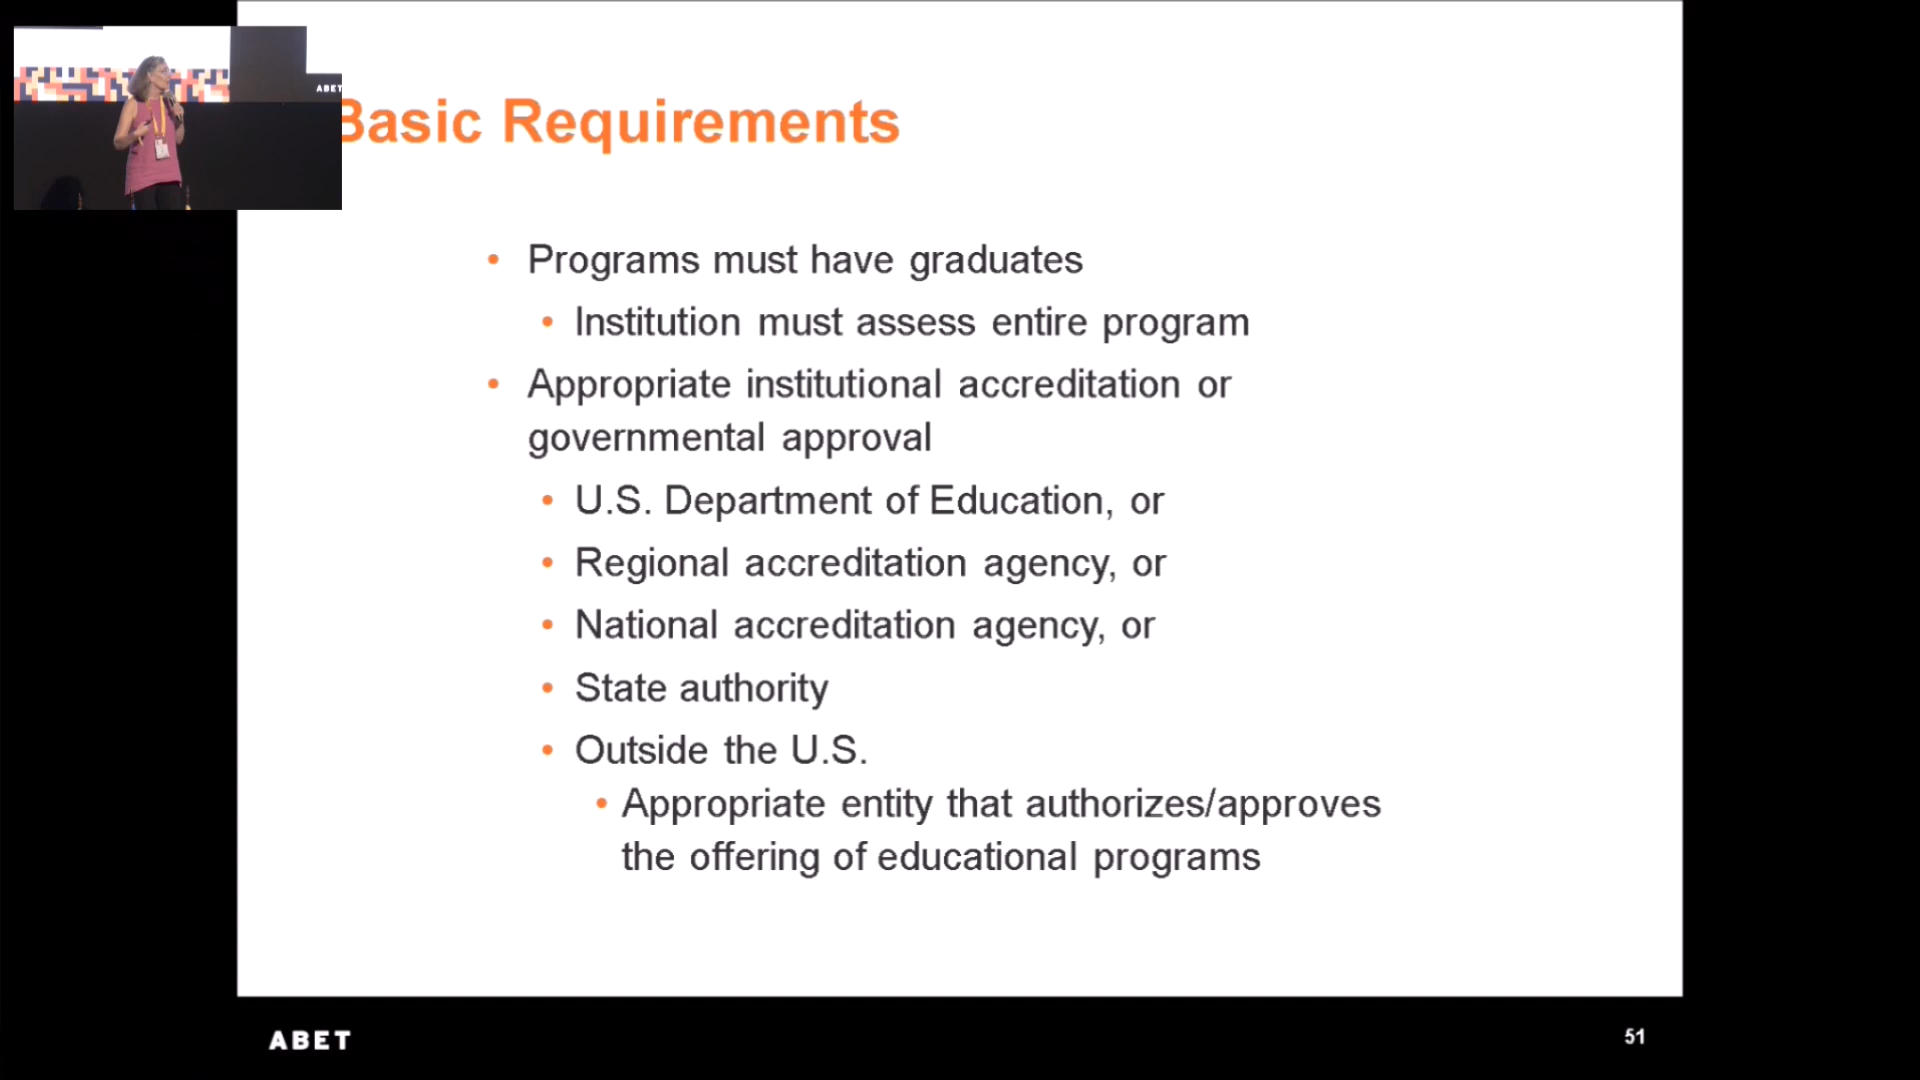 ABET
Basic Requirements
• Programs must have graduates
• Institution must assess entire program
• Appropriate institutional accreditation or
governmental approval
• U.S. Department of Education, or
• Regional accreditation agency, or
• National accreditation agency, or
• State authority
• Outside the U.S.
• Appropriate entity that authorizes/approves
the offering of educational programs
ABET
51